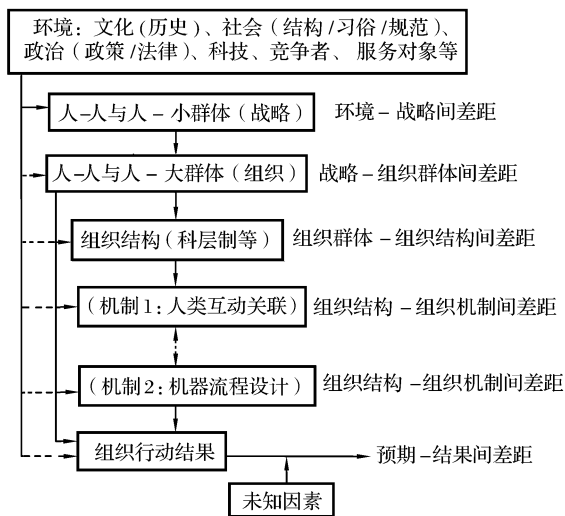 环境：文化(历史)、社会（结构/习俗/规范）、
政治（政策/法律）、科技、竞争者、服务对象等
人-人与人-小群体（战略） 环境-战略间差距
人-人与人-大群体（组织） 战略-组织群体间差距
组织结构（科层制等） 组织群体-组织结构间差距
（机制1：人类互动关联） 组织结构-组织机制间差距
（机制2：机器流程设计） 组织结构-组织机制间差距
组织行动结果 预期-结果间差距
未知因素